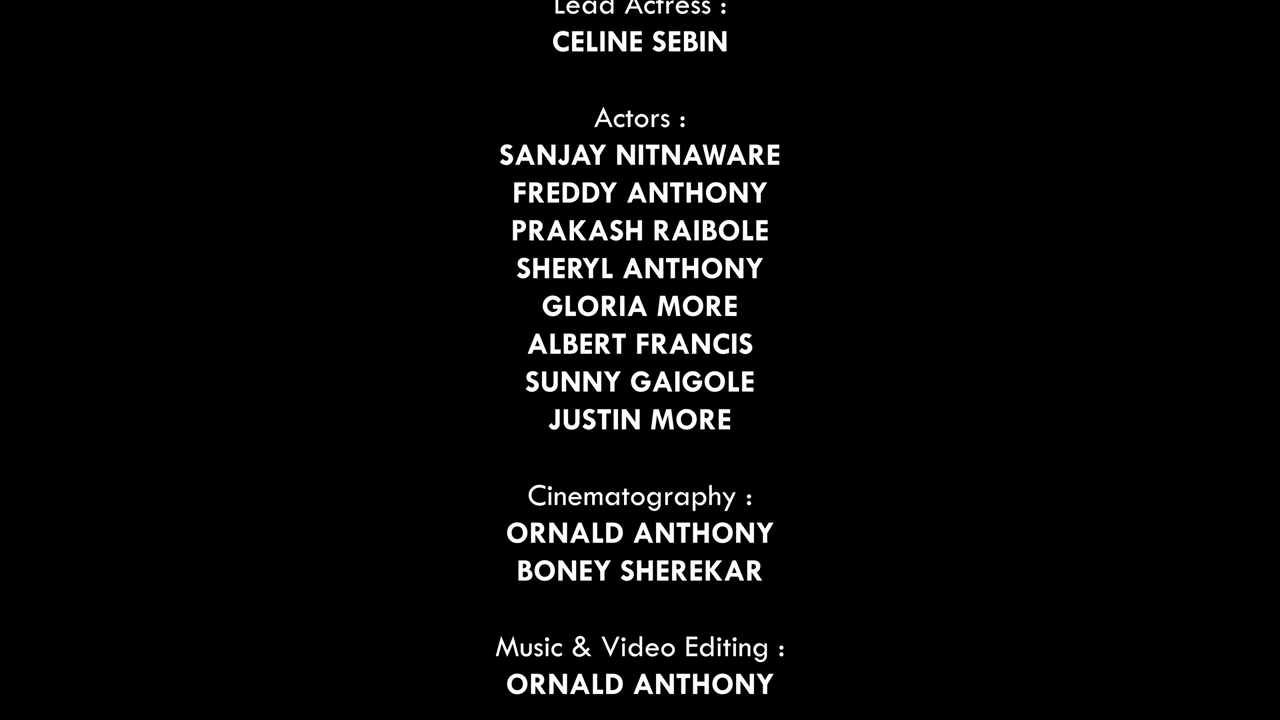 Lead Actress :
CELINE SEBIN
Actors :
SANJAY NITNAWARE
FREDDY ANTHONY
PRAKASH RAIBOLE
SHERYL ANTHONY
GLORIA MORE
ALBERT FRANCIS
SUNNY GAIGOLE
JUSTIN MORE
Cinematography :
ORNALD ANTHONY
BONEY SHEREKAR
Music & Video Editing :
ORNALD ANTHONY